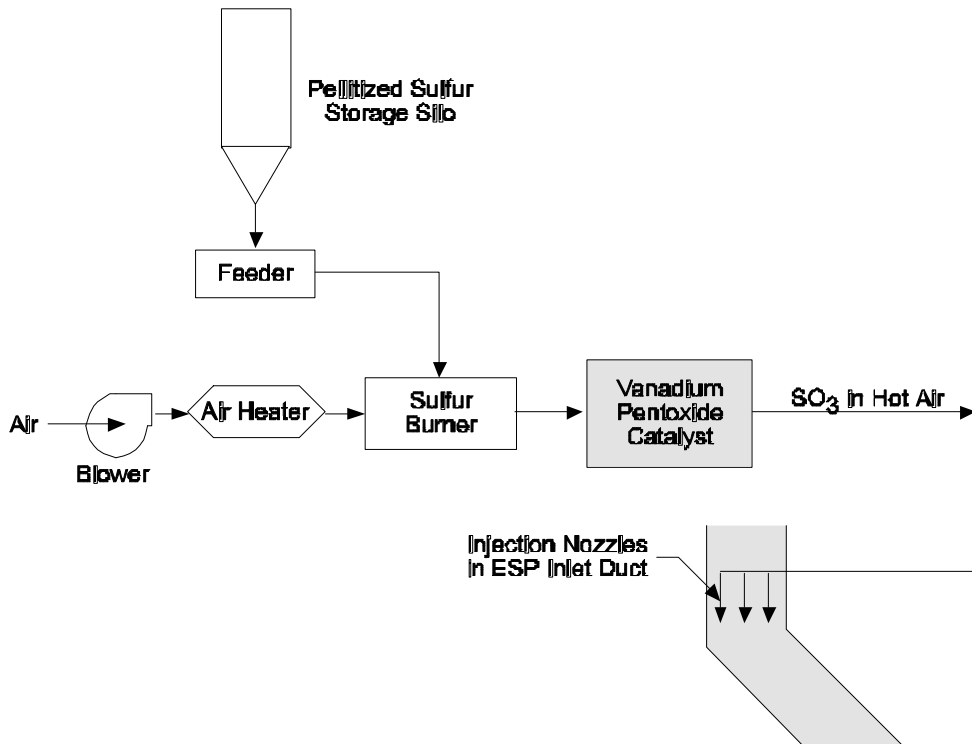 Pellitized Sulfur
Storage Silo
Feeder
Air
Blower
Air Heater
Sulfur
Burner
Vanadium
Pentoxide
Catalyst
SO3 in Hot Air
Injection Nozzles
in ESP Inlet Duct